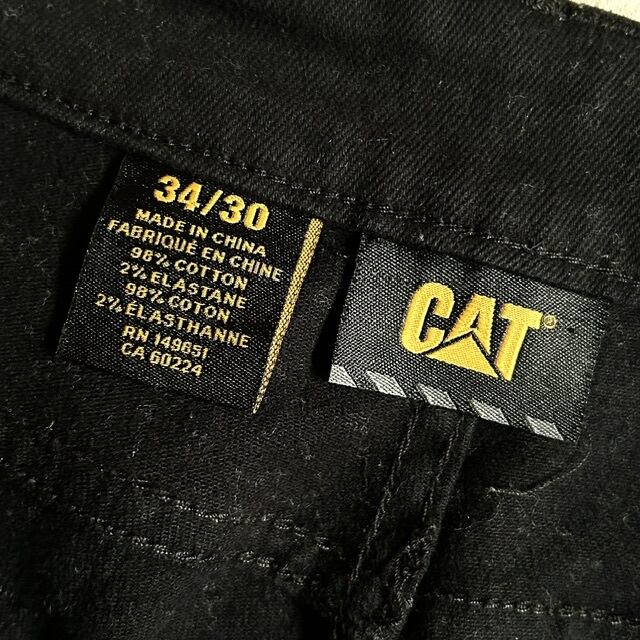 34/30
MADE IN CHINA
FABRIQUÉ EN CHINE
98% COTTON
2% ELASTANE
98% COTON
2% ÉLASTHANNE
RN 149651
CA 60224
CAT®